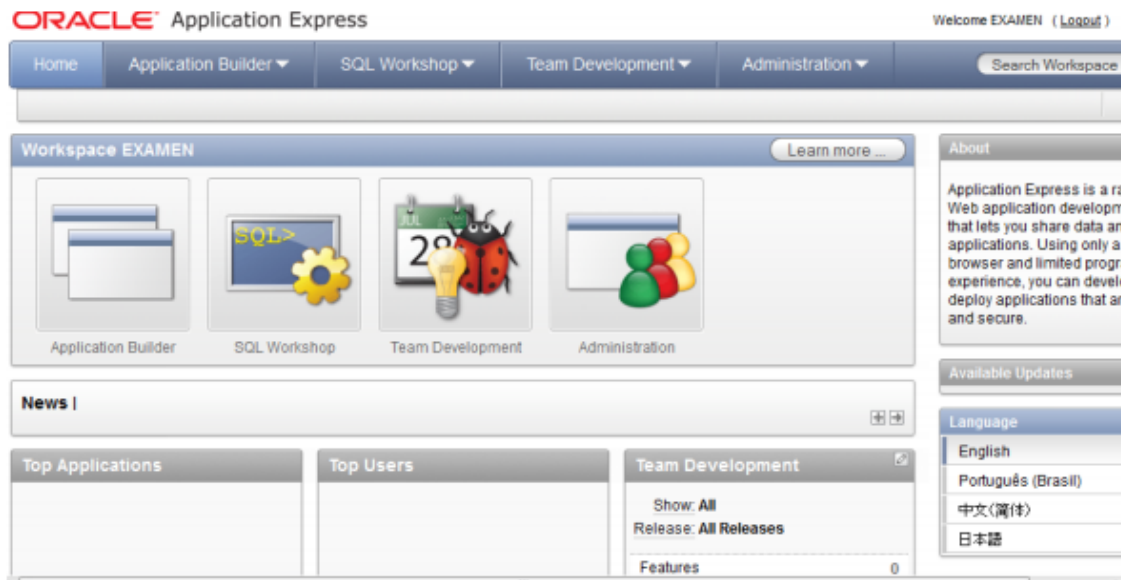 ORACLE Application Express
Welcome EXAMEN ( Logout )
Home
Application Builder
SQL Workshop
Team Development
Administration
Search Workspace
Workspace EXAMEN
Learn more ...
SQL>
JUL
28
Application Builder
SQL Workshop
Team Development
Administration
About
Application Express is a ra
Web application developm
that lets you share data an
applications. Using only a
browser and limited progra
experience, you can develo
deploy applications that ar
and secure.
Available Updates
News |
Language
English
Português (Brasil)
中文(简体)
日本語
Top Applications
Top Users
Team Development
Show: All
Release: All Releases
Features 0